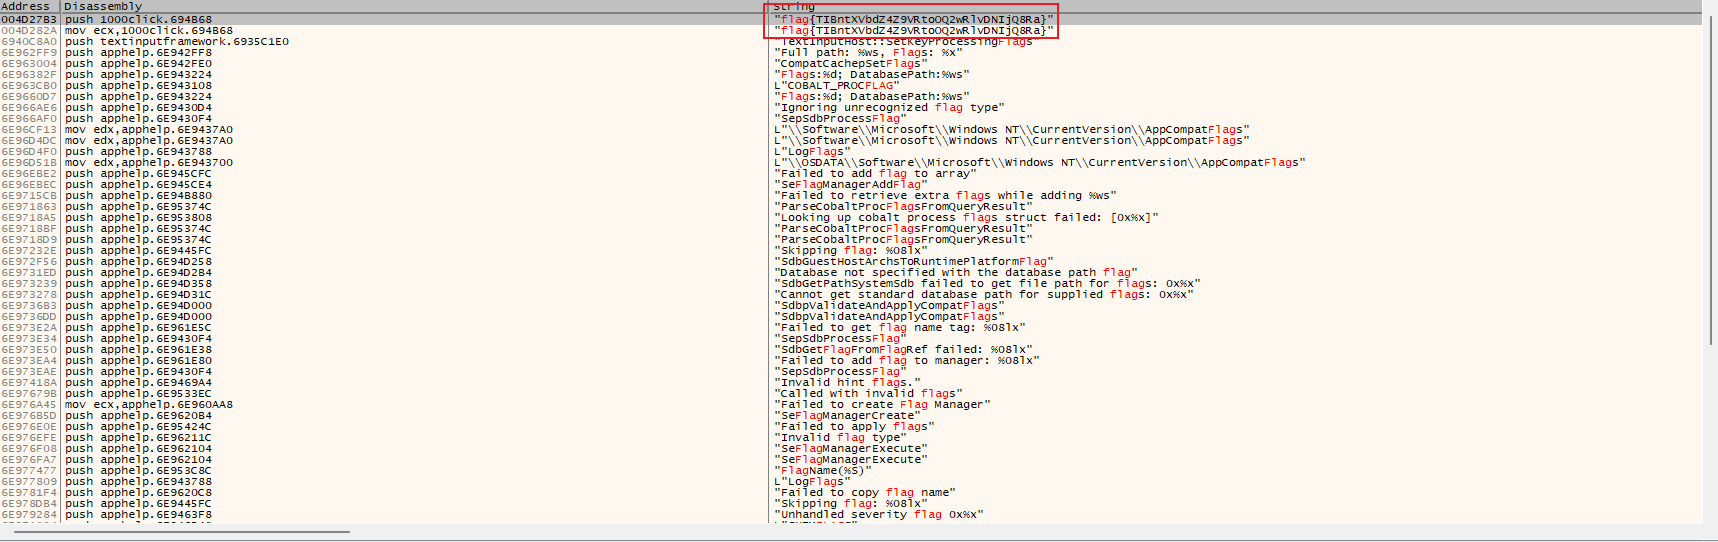 Address Disassembly String
004D27B3 push 1000click.694B68 "flag{TIBntXVbdZ4Z9VRtoOQ2wRlvDNIjQ8Ra}"
004D282A mov ecx,1000click.694B68 "flag{TIBntXVbdZ4Z9VRtoOQ2wRlvDNIjQ8Ra}"
6940C8A0 push textinputframework.6935C1E0 "TextInputHost::SetKeyProcessingFlags"
6E962FF9 push apphelp.6E942FF8 "Full path: %ws, Flags: %x"
6E963004 push apphelp.6E942FE0 "CompatCachepSetFlags"
6E96382F push apphelp.6E943224 "Flags:%d; DatabasePath:%ws"
6E963CB0 push apphelp.6E943108 L"COBALT_PROCFLAG"
6E9660D7 push apphelp.6E943224 "Flags:%d; DatabasePath:%ws"
6E966AE6 push apphelp.6E9430D4 "Ignoring unrecognized flag type"
6E966AF0 push apphelp.6E9430F4 "SepSdbProcessFlag"
6E96CF13 mov edx,apphelp.6E9437A0 L"\\Software\\Microsoft\\Windows NT\\CurrentVersion\\AppCompatFlags"
6E96D4DC mov ecx,apphelp.6E9437A0 L"\\Software\\Microsoft\\Windows NT\\CurrentVersion\\AppCompatFlags"
6E96D4F0 push apphelp.6E943788 L"LogFlags"
6E96D51B mov edx,apphelp.6E943700 L"\\OSDATA\\Software\\Microsoft\\Windows NT\\CurrentVersion\\AppCompatFlags"
6E96EBE2 push apphelp.6E945CFC "Failed to add flag to array"
6E96EBEC push apphelp.6E945CE4 "SeFlagManagerAddFlag"
6E9715CB push apphelp.6E94B880 "Failed to retrieve extra flags while adding %ws"
6E971863 push apphelp.6E95374C "ParseCobaltProcFlagsFromQueryResult"
6E9718A5 push apphelp.6E953808 "Looking up cobalt process flags struct failed: [0x%x]"
6E9718BF push apphelp.6E95374C "ParseCobaltProcFlagsFromQueryResult"
6E9718D9 push apphelp.6E95374C "ParseCobaltProcFlagsFromQueryResult"
6E97232E push apphelp.6E9445FC "Skipping flag: %08lx"
6E972F56 push apphelp.6E94D258 "SdbGuestHostArchsToRuntimePlatformFlag"
6E9731ED push apphelp.6E94D2B4 "Database not specified with the database path flag"
6E973239 push apphelp.6E94D358 "SdbGetPathSystemSdb failed to get file path for flags: 0x%x"
6E973278 push apphelp.6E94D31C "Cannot get standard database path for supplied flags: 0x%x"
6E9736B3 push apphelp.6E94D000 "SdbpValidateAndApplyCompatFlags"
6E9736DD push apphelp.6E94D000 "SdbpValidateAndApplyCompatFlags"
6E973E2A push apphelp.6E961E5C "Failed to get flag name tag: %08lx"
6E973E34 push apphelp.6E9430F4 "SepSdbProcessFlag"
6E973E50 push apphelp.6E961E38 "SdbGetFlagFromFlagRef failed: %08lx"
6E973EA4 push apphelp.6E961E80 "Failed to add flag to manager: %08lx"
6E973EAE push apphelp.6E9430F4 "SepSdbProcessFlag"
6E97418A push apphelp.6E9469A4 "Invalid hint flags."
6E97679B push apphelp.6E9533EC "Called with invalid flags"
6E976A45 mov ecx,apphelp.6E960AA8 "Failed to create Flag Manager"
6E976B5D push apphelp.6E9620B4 "SeFlagManagerCreate"
6E976E0E push apphelp.6E95424C "Failed to apply flags"
6E976EFE push apphelp.6E96211C "Invalid flag type"
6E976F08 push apphelp.6E962104 "SeFlagManagerExecute"
6E976FA7 push apphelp.6E962104 "SeFlagManagerExecute"
6E977477 push apphelp.6E953C8C "FlagName(%S)"
6E977809 push apphelp.6E943788 L"LogFlags"
6E9781F4 push apphelp.6E9620C8 "Failed to copy flag name"
6E978DB4 push apphelp.6E9445FC "Skipping flag: %08lx"
6E979284 push apphelp.6E9463F8 "Unhandled severity flag 0x%x"